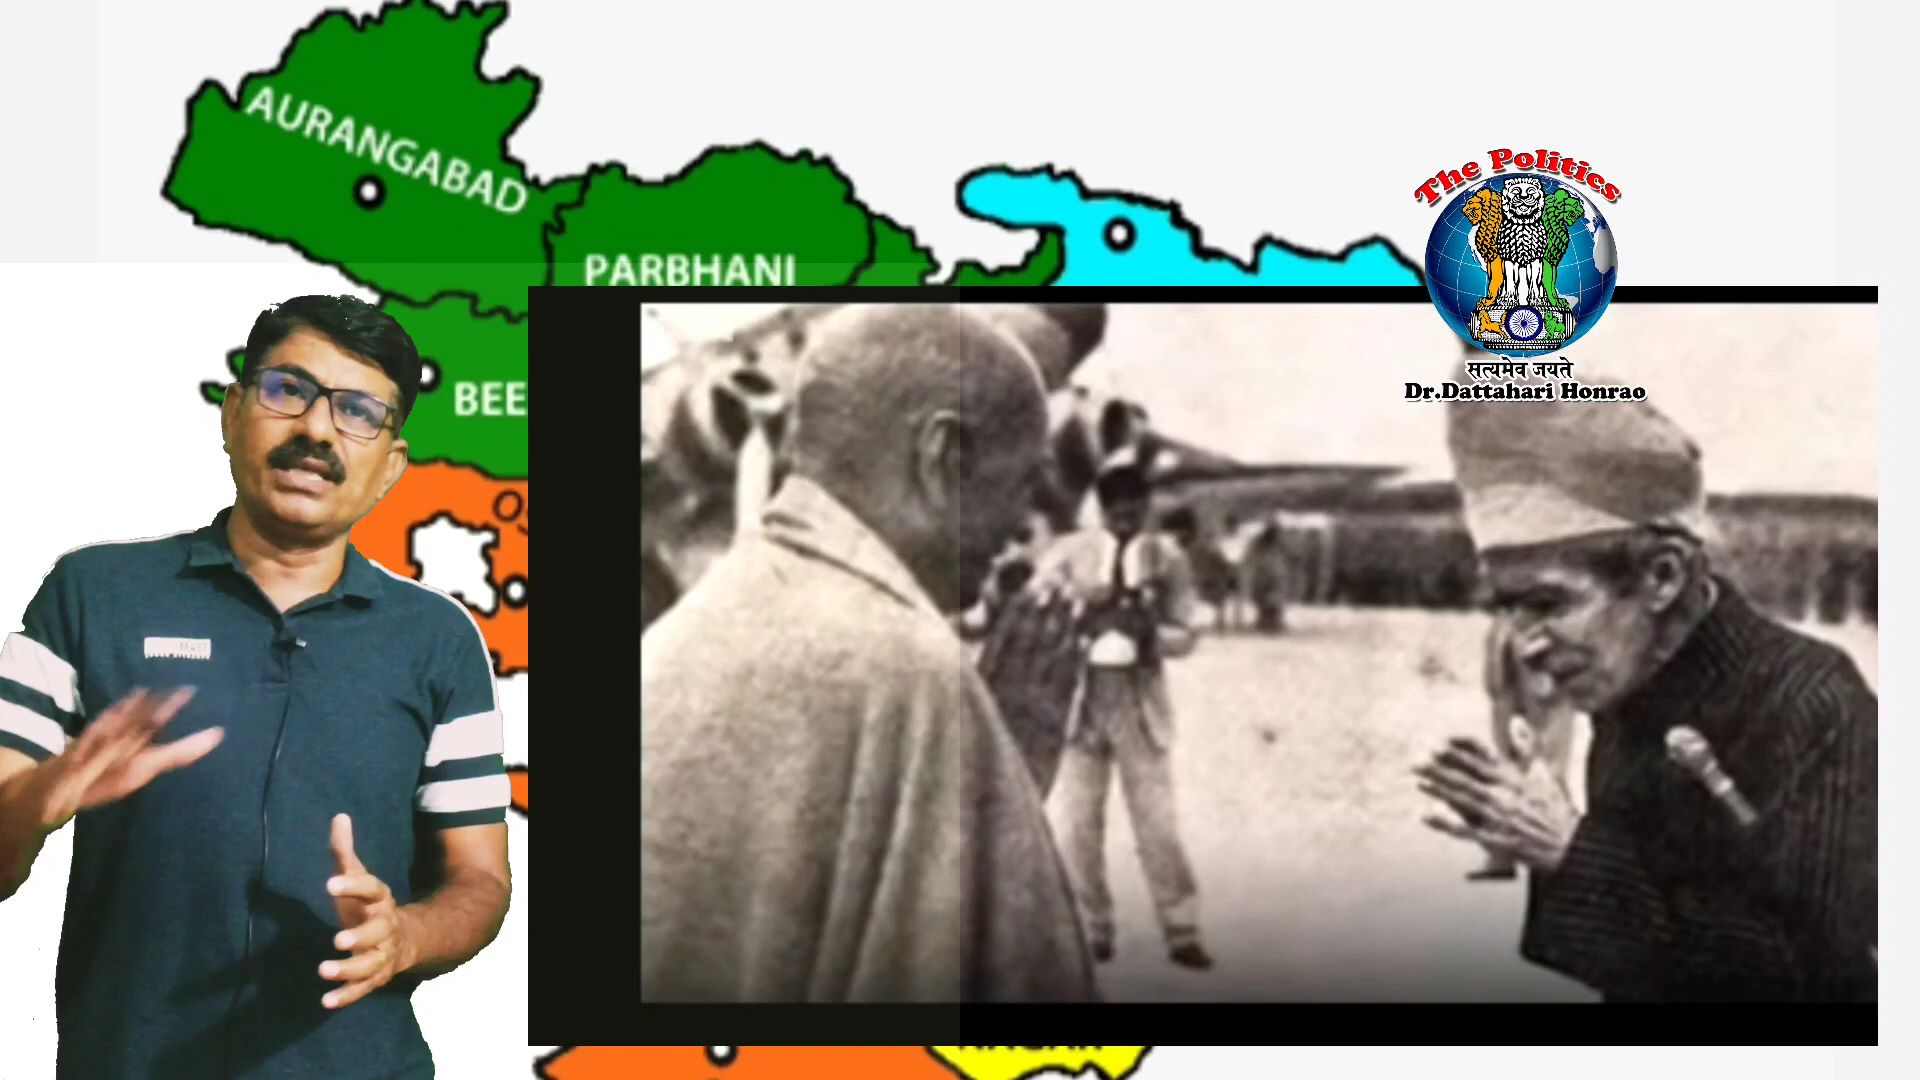 AURANGABAD
PARBHANI
The Politics
सत्यमेव जयते
Dr.Dattahari Honrao
BEE